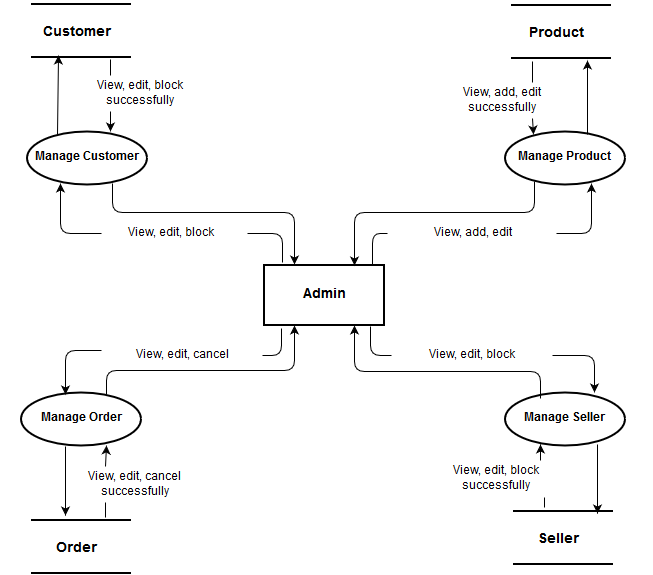 Customer
Product
View, edit, block
successfully
View, add, edit
successfully
Manage Customer
Manage Product
View, edit, block
View, add, edit
Admin
View, edit, cancel
View, edit, block
Manage Order
Manage Seller
View, edit, cancel
successfully
View, edit, block
successfully
Order
Seller